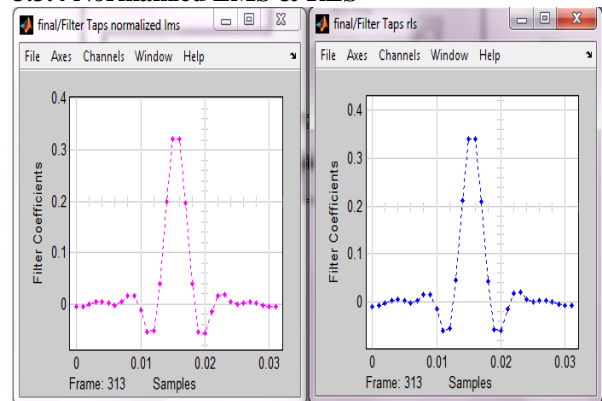 Normalized LMS & RLS
final/Filter Taps normalized lms
File Axes Channels Window Help
0.4
0.3
0.2
0.1
0
Filter Coefficients
0 0.01 0.02 0.03
Frame: 313 Samples
final/Filter Taps rls
File Axes Channels Window Help
0.4
0.3
0.2
0.1
0
Filter Coefficients
0 0.01 0.02 0.03
Frame: 313 Samples